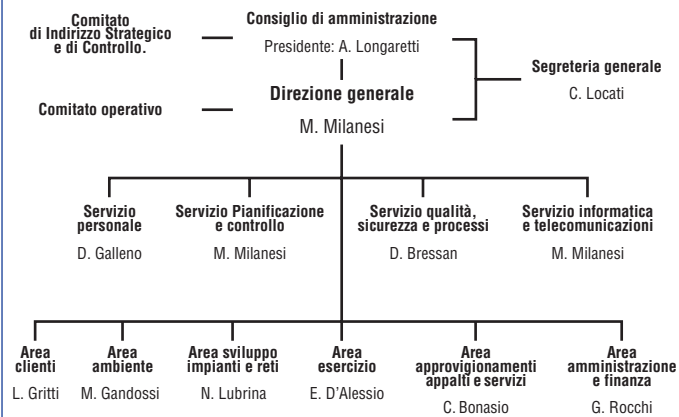 Comitato
di Indirizzo Strategico
e di Controllo.
Consiglio di amministrazione
Presidente: A. Longaretti
Segreteria generale
C. Locati
Comitato operativo
Direzione generale
M. Milanesi
Servizio
personale
D. Galleno
Servizio Pianificazione
e controllo
M. Milanesi
Servizio qualità,
sicurezza e processi
D. Bressan
Servizio informatica
e telecomunicazioni
M. Milanesi
Area
clienti
L. Gritti
Area
ambiente
M. Gandossi
Area sviluppo
impianti e reti
N. Lubrina
Area
esercizio
E. D'Alessio
Area
approvigionamenti
appalti e servizi
C. Bonasio
Area
amministrazione
e finanza
G. Rocchi